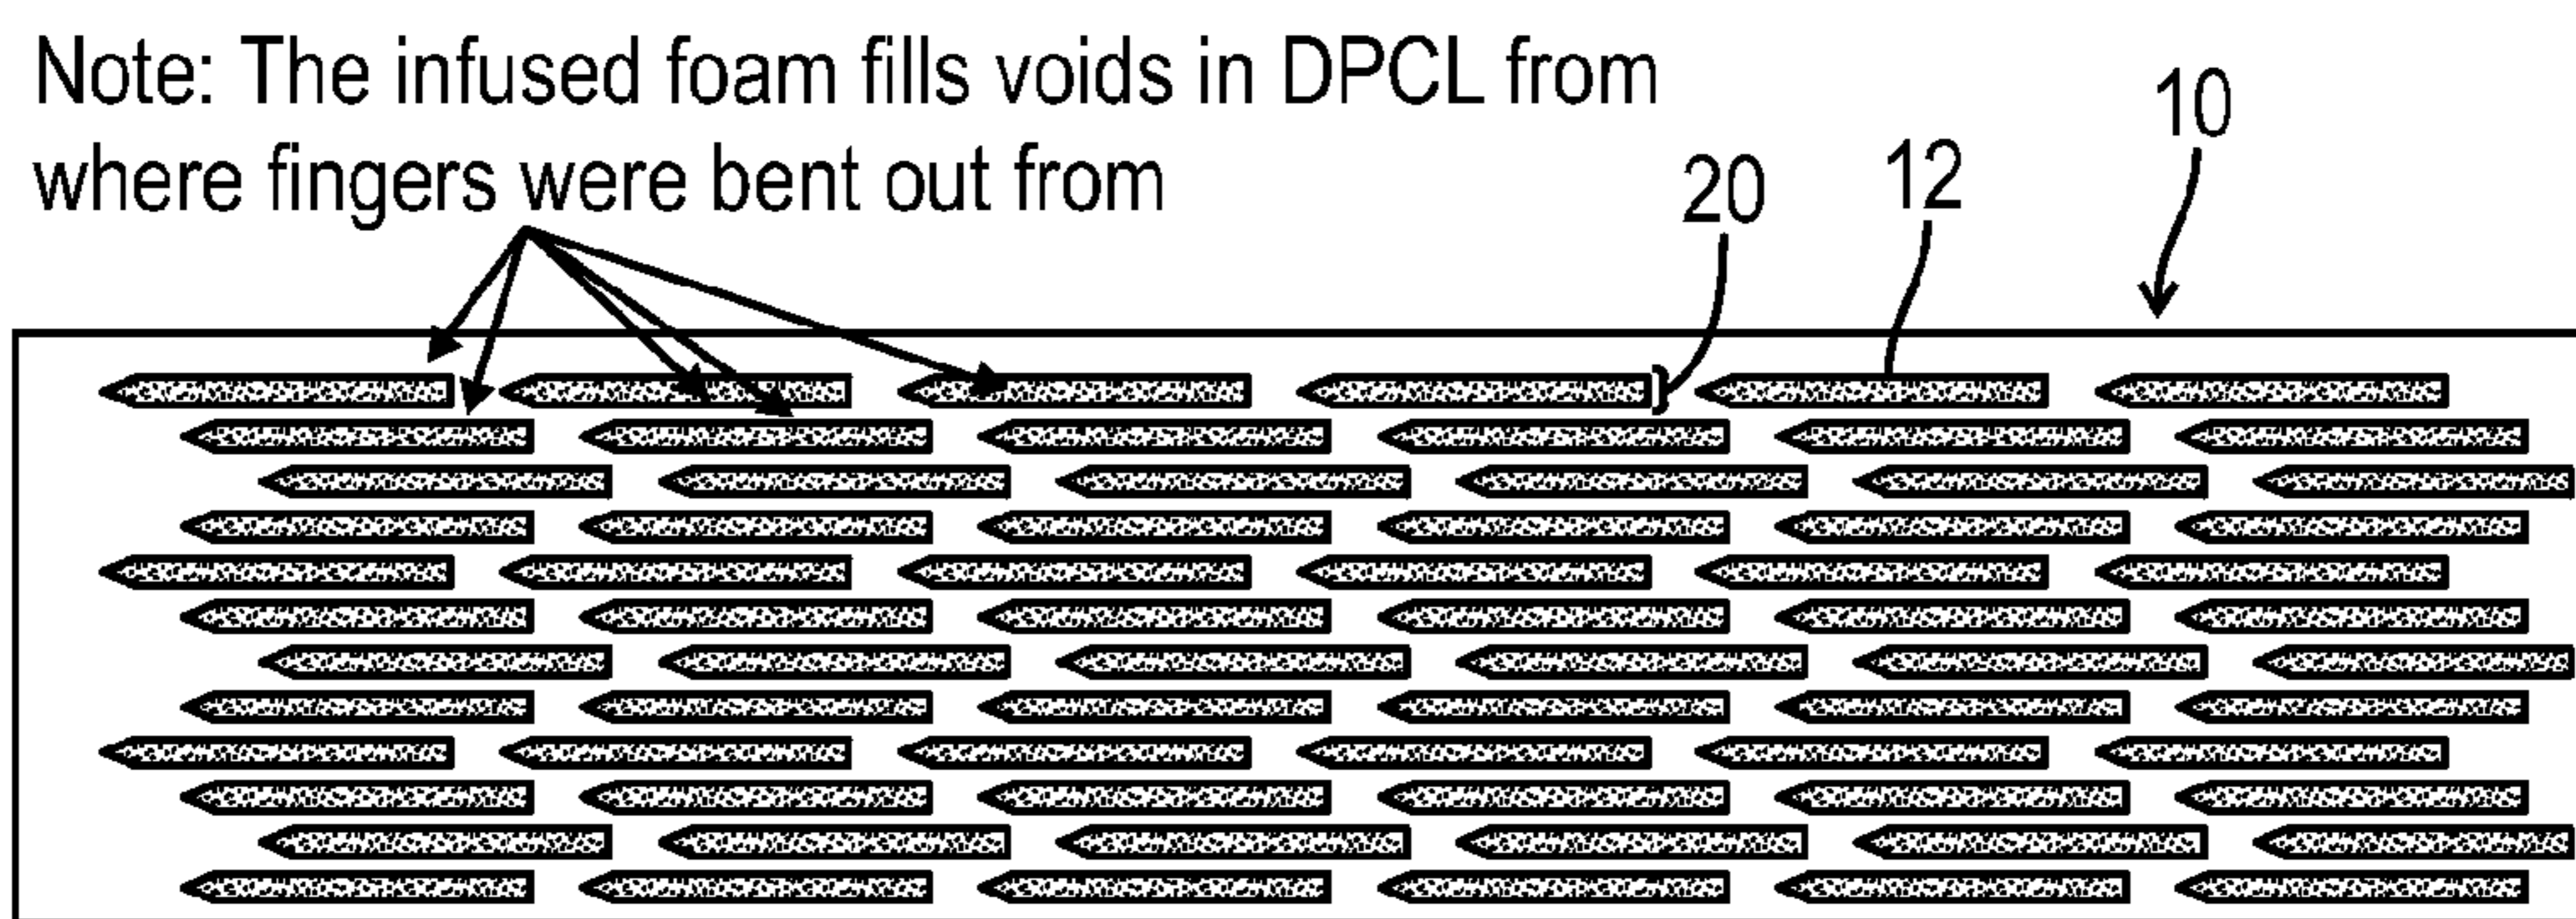 Note: The infused foam fills voids in DPCL from
where fingers were bent out from
20
12
10